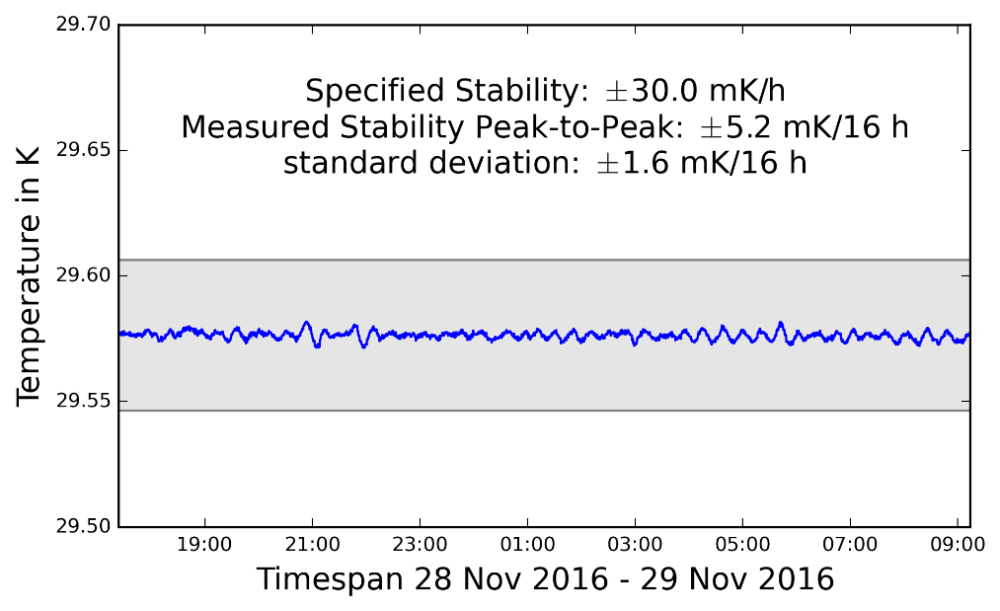 29.70
Specified Stability: ±30.0 mK/h
Measured Stability Peak-to-Peak: ±5.2 mK/16 h
29.65
standard deviation: ±1.6 mK/16 h
Temperature in K
29.60
29.55
29.50
19:00 21:00 23:00 01:00 03:00 05:00 07:00 09:00
Timespan 28 Nov 2016 - 29 Nov 2016